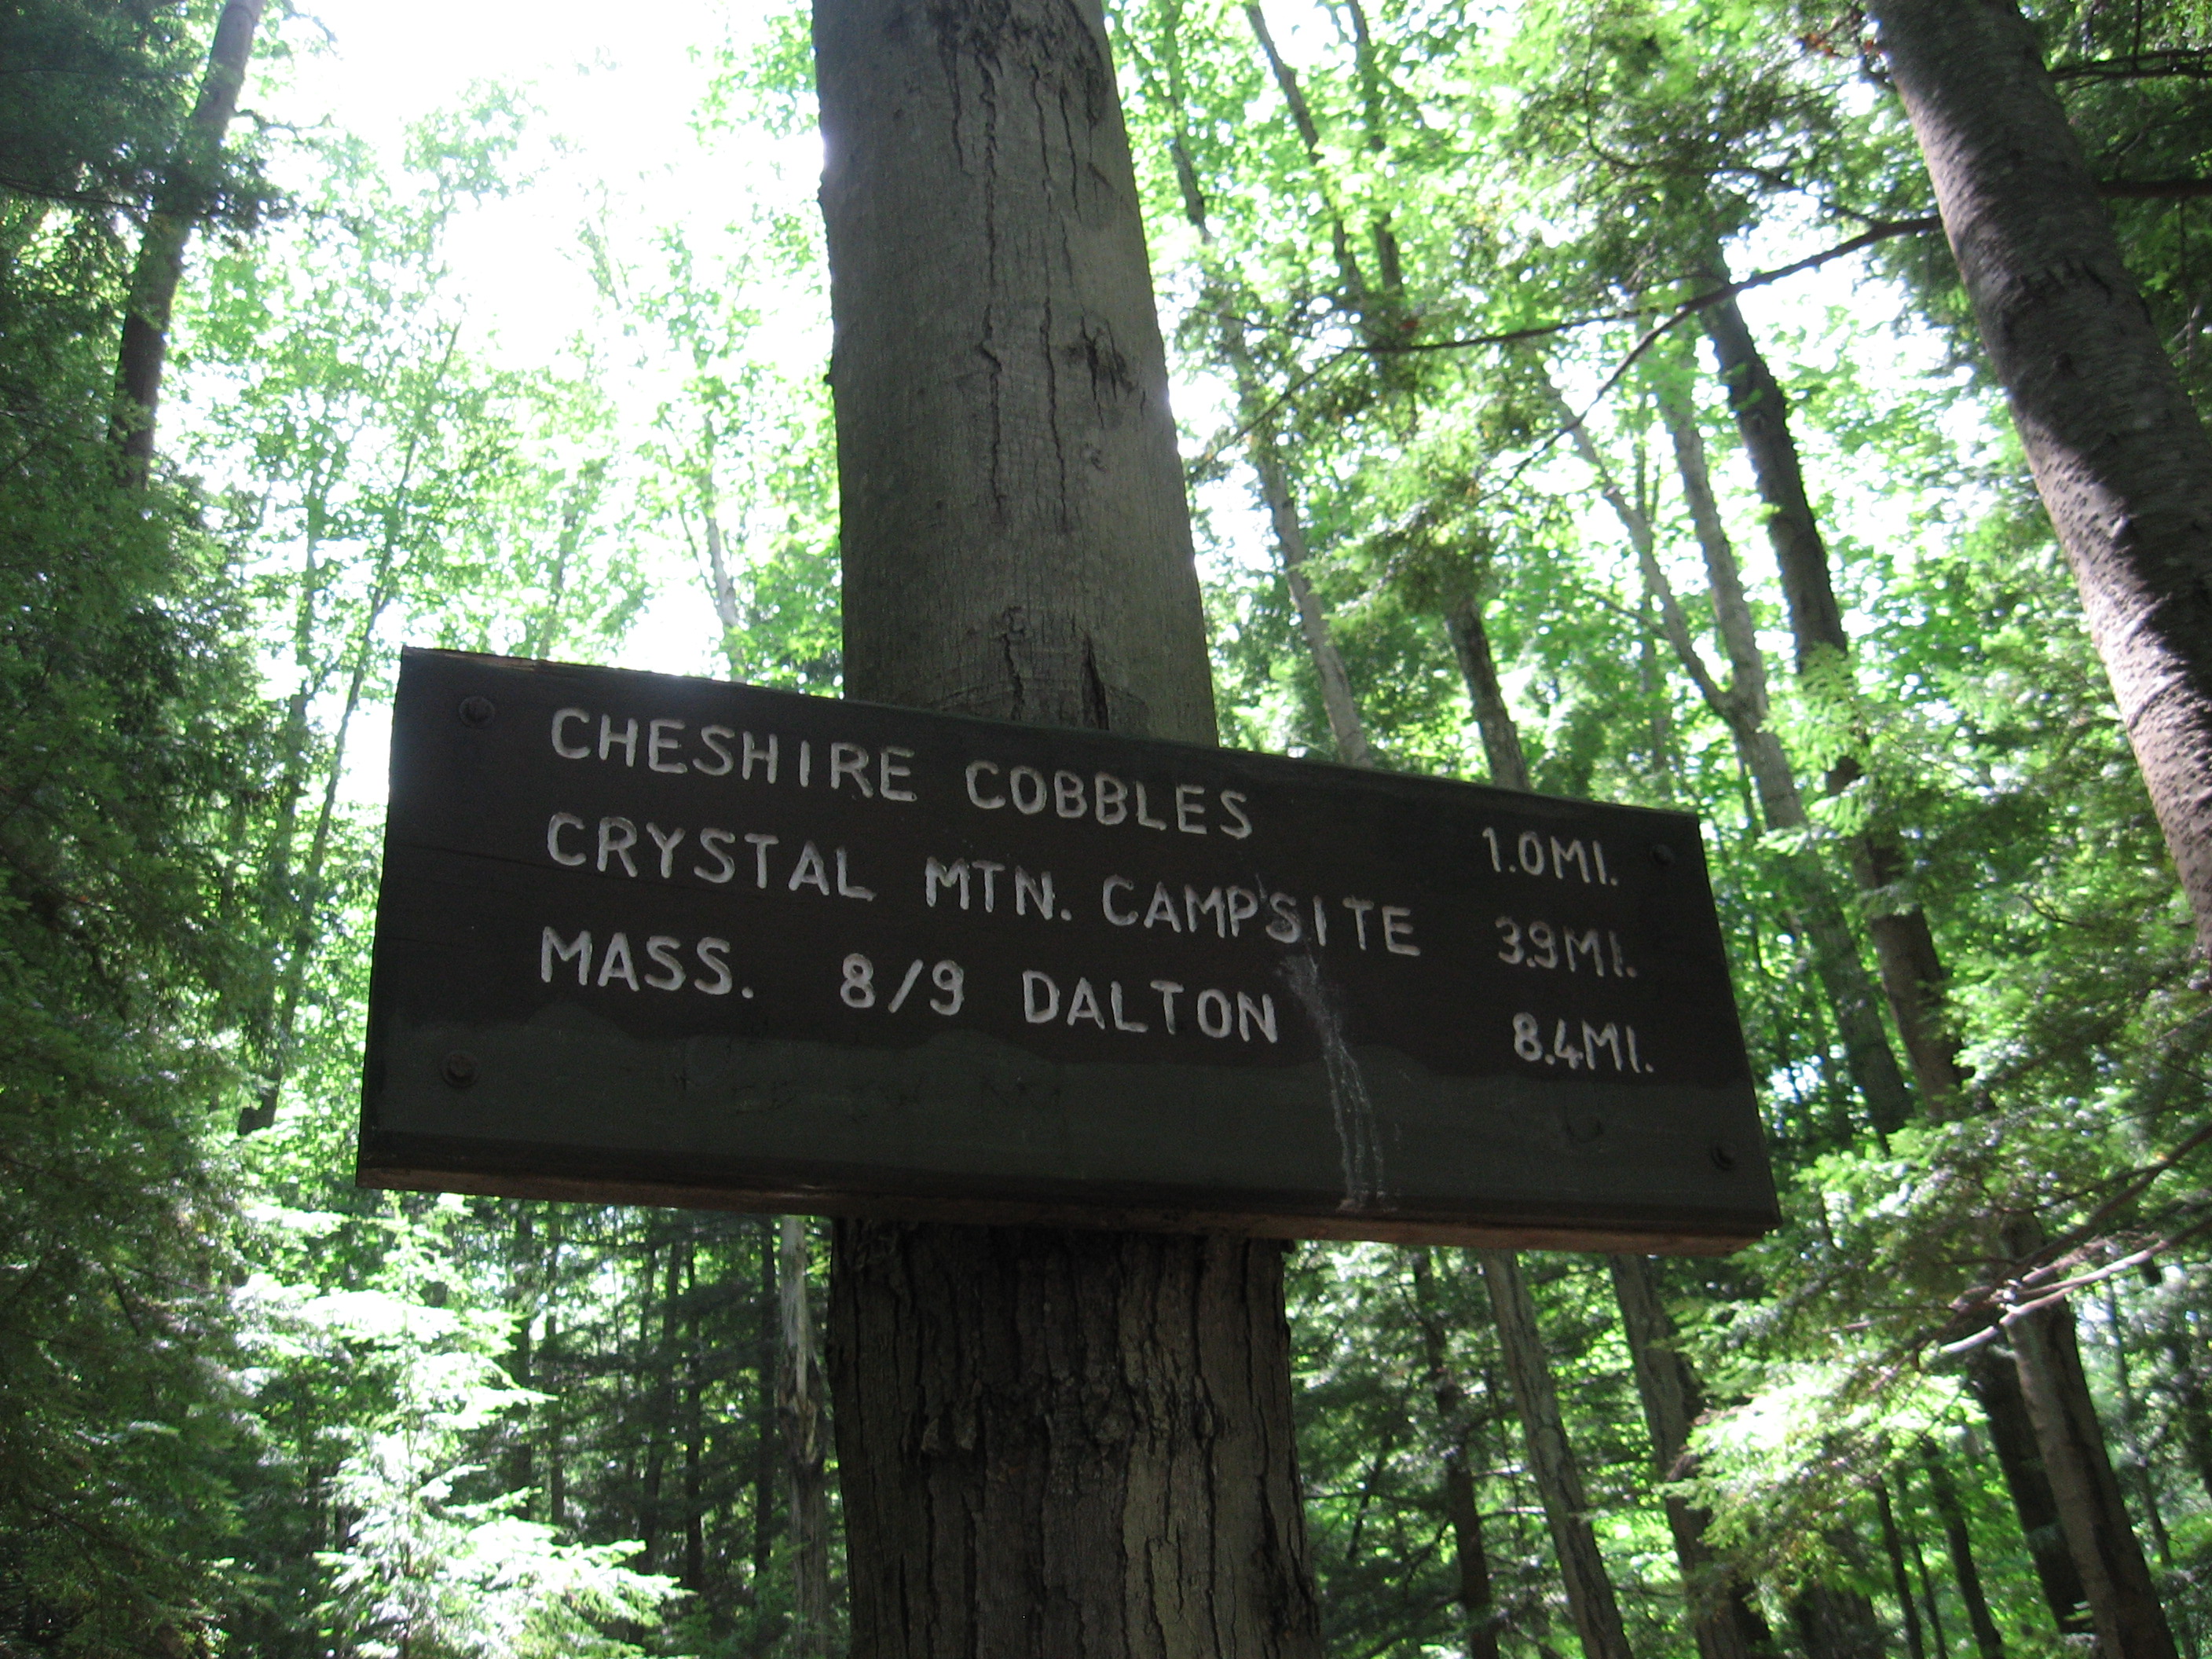 CHESHIRE COBBLES 1.0MI.
CRYSTAL MTN. CAMPSITE 3.9MI.
MASS. 8/9 DALTON 8.4MI.